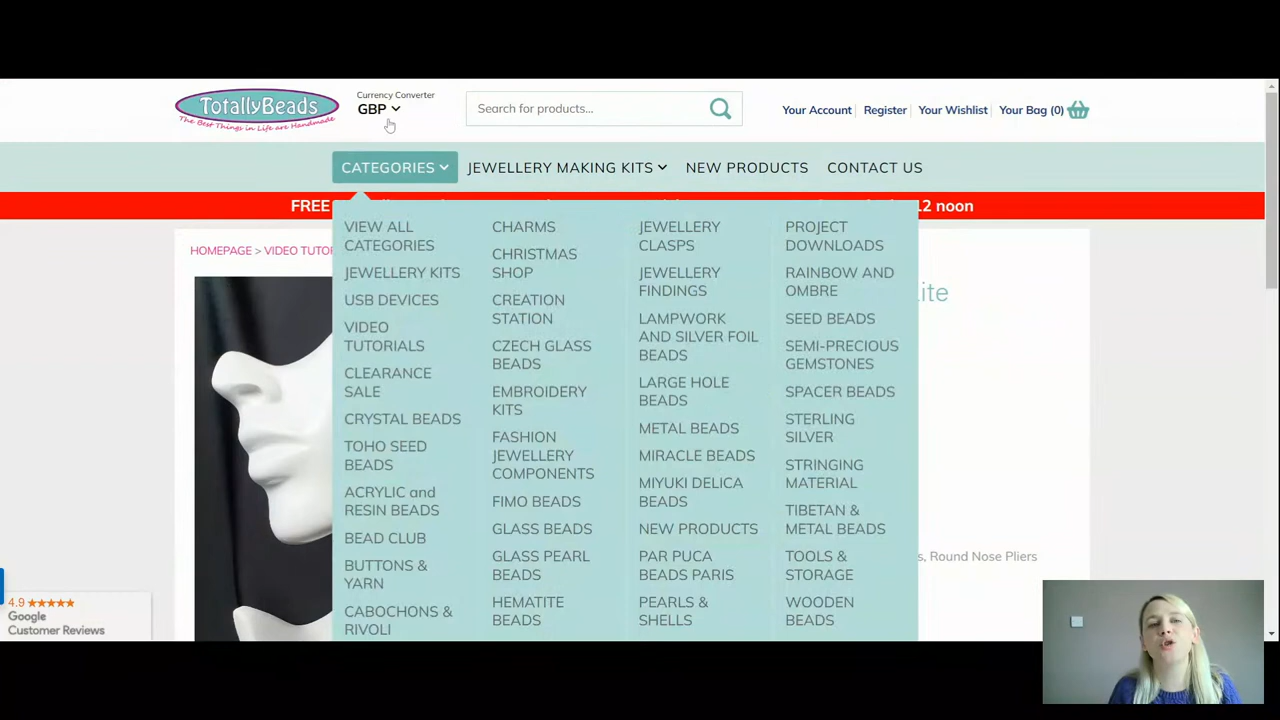 TotallyBeads
The Best Things in Life are Handmade
Currency Converter
GBP
Search for products...
Your Account
Register
Your Wishlist
Your Bag (0)
CATEGORIES
JEWELLERY MAKING KITS
NEW PRODUCTS
CONTACT US
FREE
12 noon
HOMEPAGE > VIDEO TUTOR
VIEW ALL
CATEGORIES
JEWELLERY KITS
USB DEVICES
VIDEO
TUTORIALS
CLEARANCE
SALE
CRYSTAL BEADS
TOHO SEED
BEADS
ACRYLIC and
RESIN BEADS
BEAD CLUB
BUTTONS &
YARN
CABOCHONS &
RIVOLI
CHARMS
CHRISTMAS
SHOP
CREATION
STATION
CZECH GLASS
BEADS
EMBROIDERY
KITS
FASHION
JEWELLERY
COMPONENTS
FIMO BEADS
GLASS BEADS
GLASS PEARL
BEADS
HEMATITE
BEADS
JEWELLERY
CLASPS
JEWELLERY
FINDINGS
LAMPWORK
AND SILVER FOIL
BEADS
LARGE HOLE
BEADS
METAL BEADS
MIRACLE BEADS
MIYUKI DELICA
BEADS
NEW PRODUCTS
PAR PUCA
BEADS PARIS
PEARLS &
SHELLS
PROJECT
DOWNLOADS
RAINBOW AND
OMBRE
SEED BEADS
SEMI-PRECIOUS
GEMSTONES
SPACER BEADS
STERLING
SILVER
STRINGING
MATERIAL
TIBETAN &
METAL BEADS
TOOLS &
STORAGE
WOODEN
BEADS
s, Round Nose Pliers
4.9 ★★★★★
Google
Customer Reviews